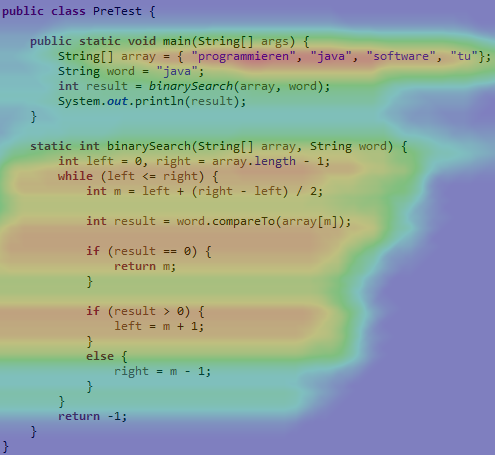 public class PreTest {
public static void main(String[] args) {
String[] array = { "programmieren", "java", "software", "tu"};
String word = "java";
int result = binarySearch(array, word);
System.out.println(result);
}
static int binarySearch(String[] array, String word) {
int left = 0, right = array.length - 1;
while (left <= right) {
int m = left + (right - left) / 2;
int result = word.compareTo(array[m]);
if (result == 0) {
return m;
}
if (result > 0) {
left = m + 1;
}
else {
right = m - 1;
}
}
return -1;
}
}